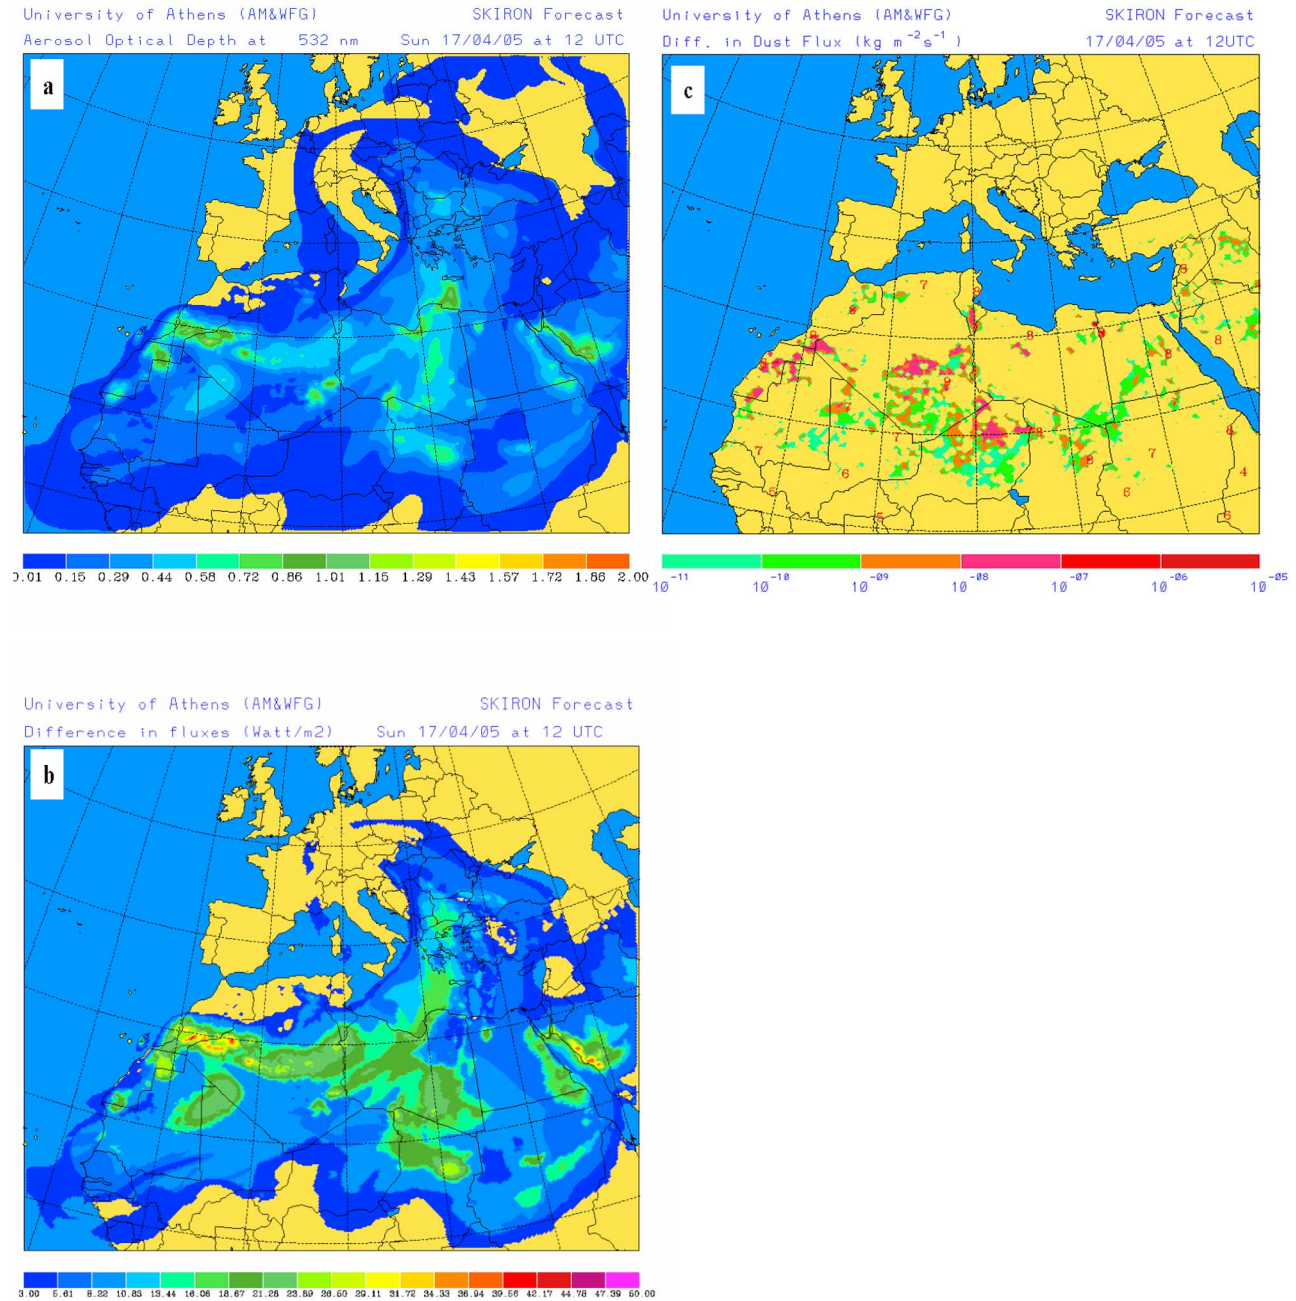 University of Athens (AM&WFG) SKIRON Forecast
Aerosol Optical Depth at 532 nm Sun 17/04/05 at 12 UTC
a
0.01 0.15 0.29 0.44 0.58 0.72 0.86 1.01 1.15 1.29 1.43 1.57 1.72 1.86 2.00
University of Athens (AM&WFG) SKIRON Forecast
Diff. in Dust Flux (kg m⁻²s⁻¹ ) 17/04/05 at 12UTC
c
10⁻¹¹ 10⁻¹⁰ 10⁻⁰⁹ 10⁻⁰⁸ 10⁻⁰⁷ 10⁻⁰⁶ 10⁻⁰⁵
University of Athens (AM&WFG) SKIRON Forecast
Difference in fluxes (Watt/m2) Sun 17/04/05 at 12 UTC
b
3.00 5.61 8.22 10.83 13.44 16.06 18.67 21.28 23.89 26.50 29.11 31.72 34.33 36.94 39.56 42.17 44.78 47.39 50.00